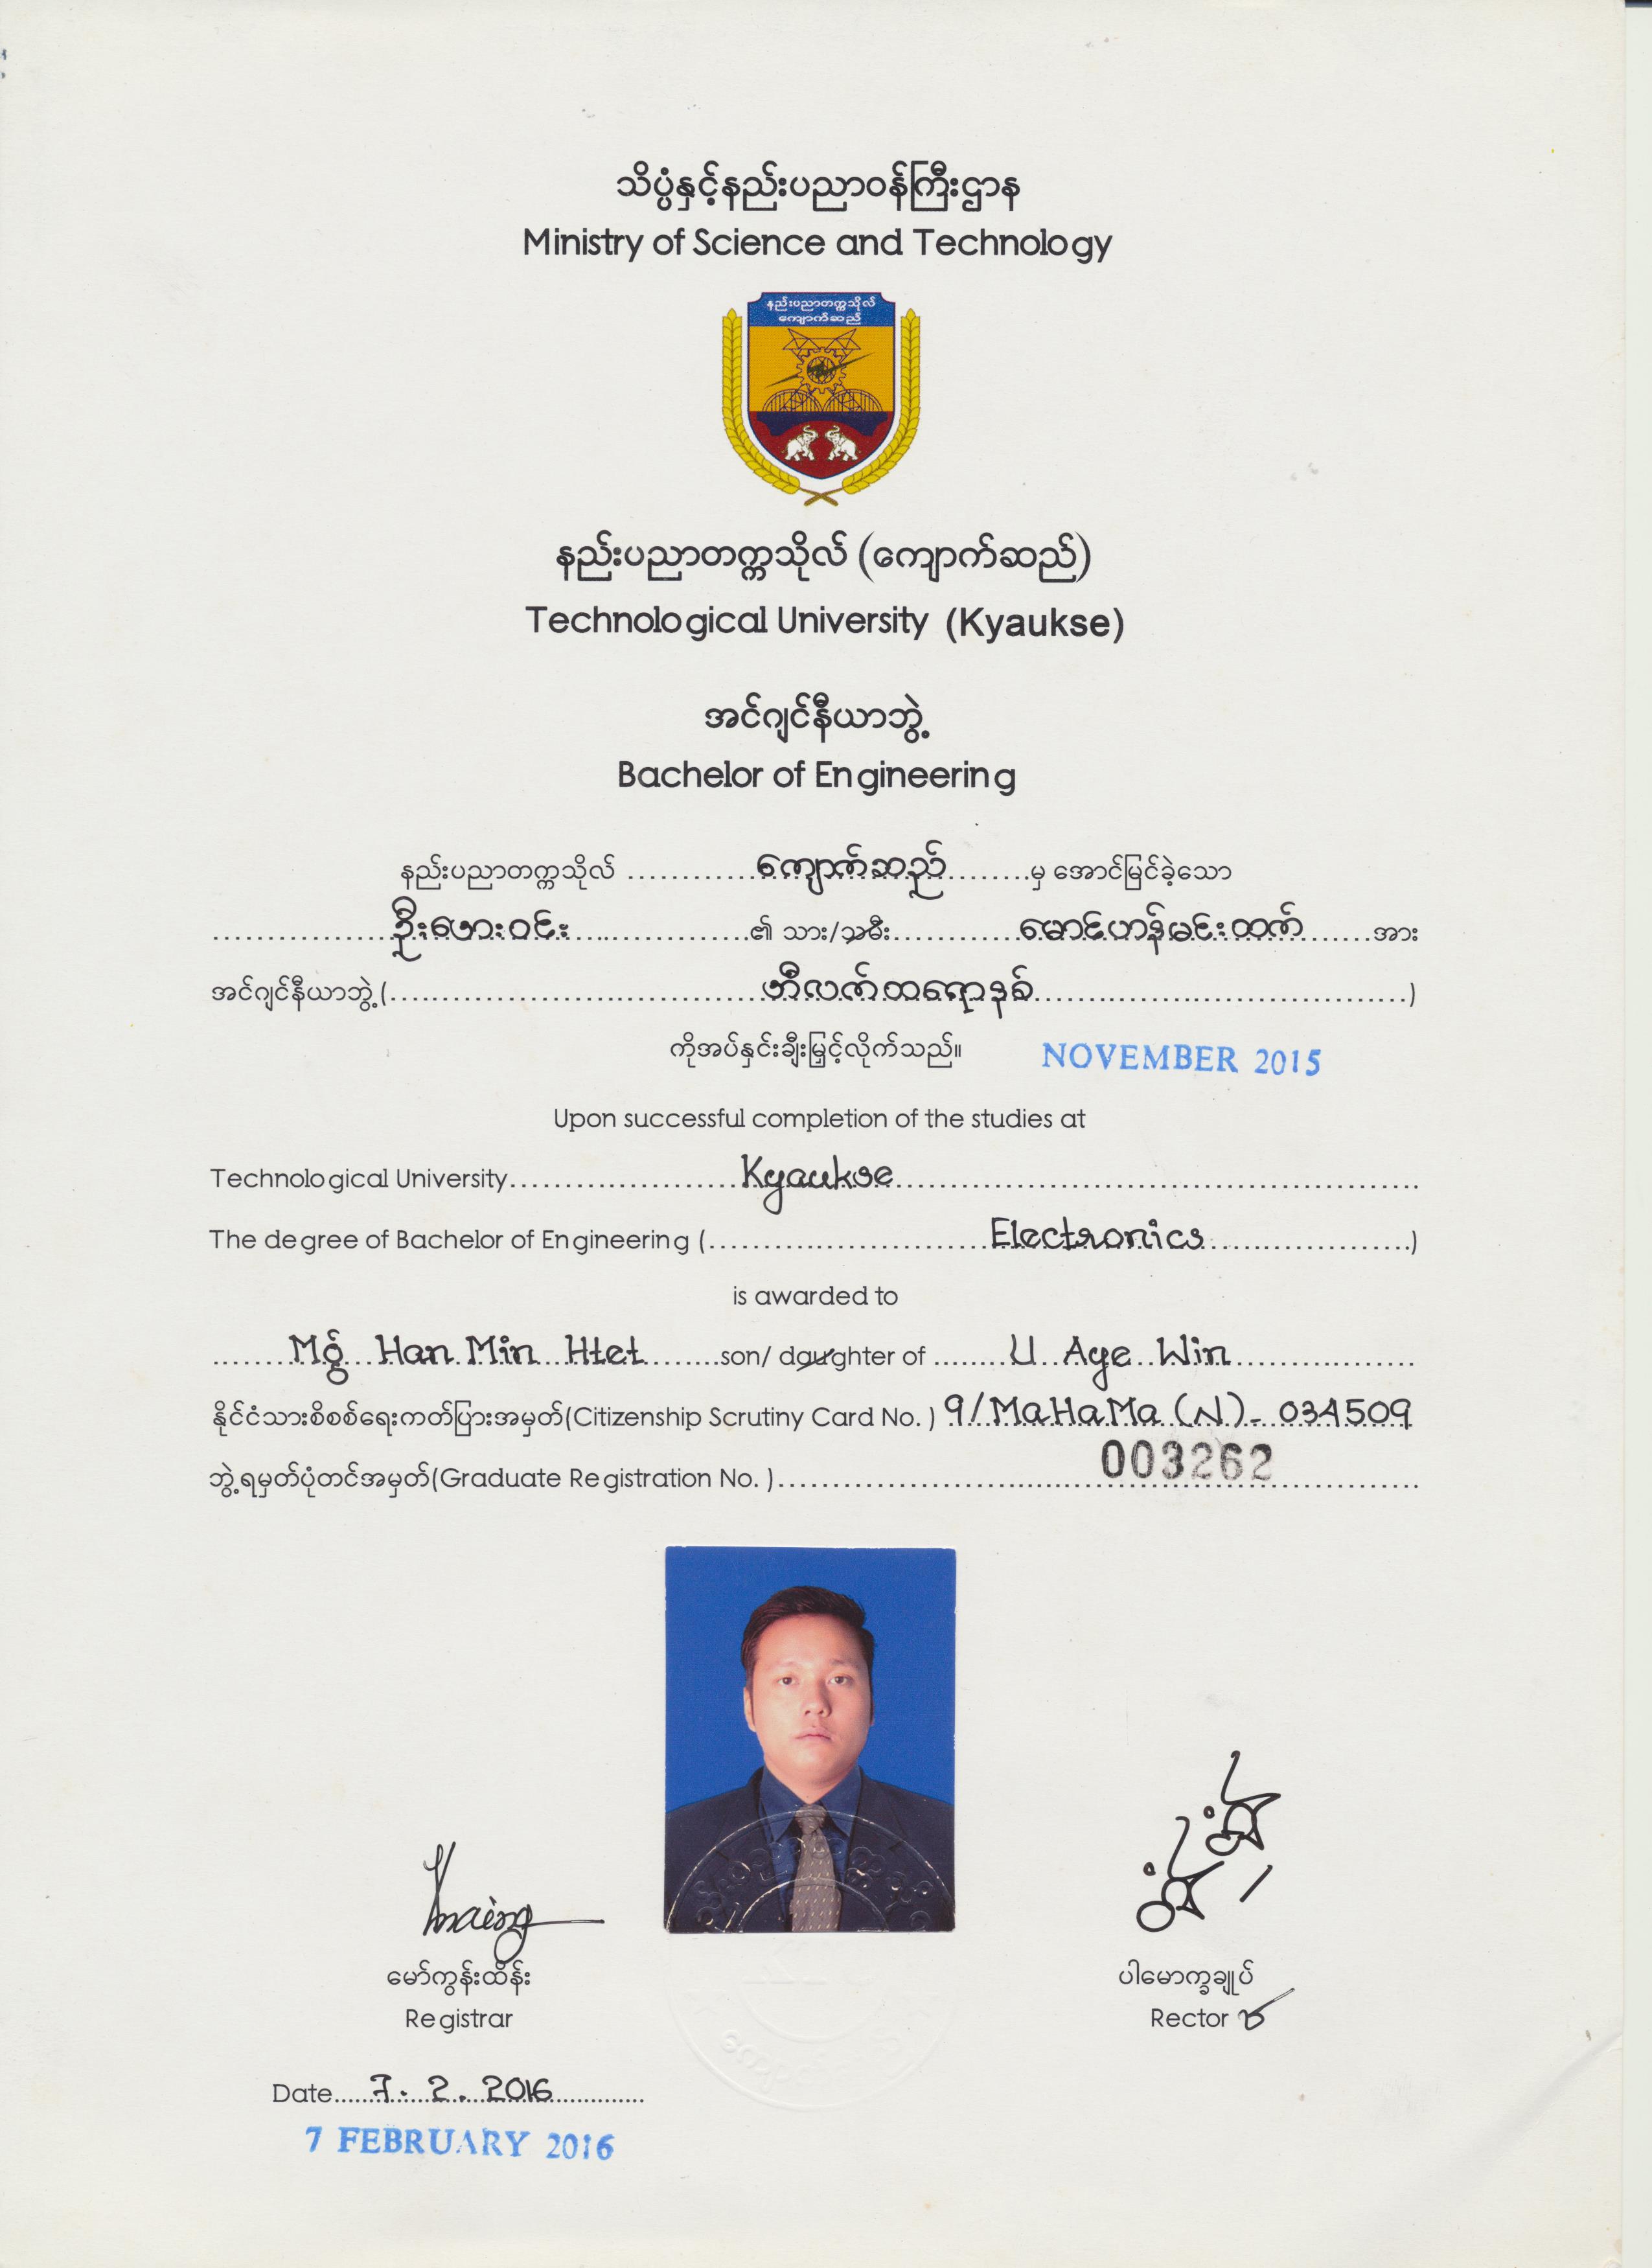 သိပ္ပံနှင့်နည်းပညာဝန်ကြီးဌာန
Ministry of Science and Technology
နည်းပညာတက္ကသိုလ်
ကျောက်ဆည်
နည်းပညာတက္ကသိုလ် (ကျောက်ဆည်)
Technological University (Kyaukse)
အင်ဂျင်နီယာဘွဲ့
Bachelor of Engineering
နည်းပညာတက္ကသိုလ် ကျောက်ဆည် မှ အောင်မြင်ခဲ့သော
ဦးအေးဝင်း ၏ သား/သမီး မောင်ဟန်မင်းထက် အား
အင်ဂျင်နီယာဘွဲ့ (အီလက်ထရောနစ်)
ကိုအပ်နှင်းချီးမြှင့်လိုက်သည်။ NOVEMBER 2015
Upon successful completion of the studies at
Technological University Kyaukse
The degree of Bachelor of Engineering (Electronics)
is awarded to
Mg Han Min Htet son/ daughter of U Aye Win
နိုင်ငံသားစိစစ်ရေးကတ်ပြားအမှတ်(Citizenship Scrutiny Card No. ) 9/MaHaMa (N)- 034509
ဘွဲ့ရမှတ်ပုံတင်အမှတ်(Graduate Registration No. ) 003262
မော်ကွန်းထိန်း
Registrar
ပါမောက္ခချုပ်
Rector
Date 7. 2. 2016
7 FEBRUARY 2016